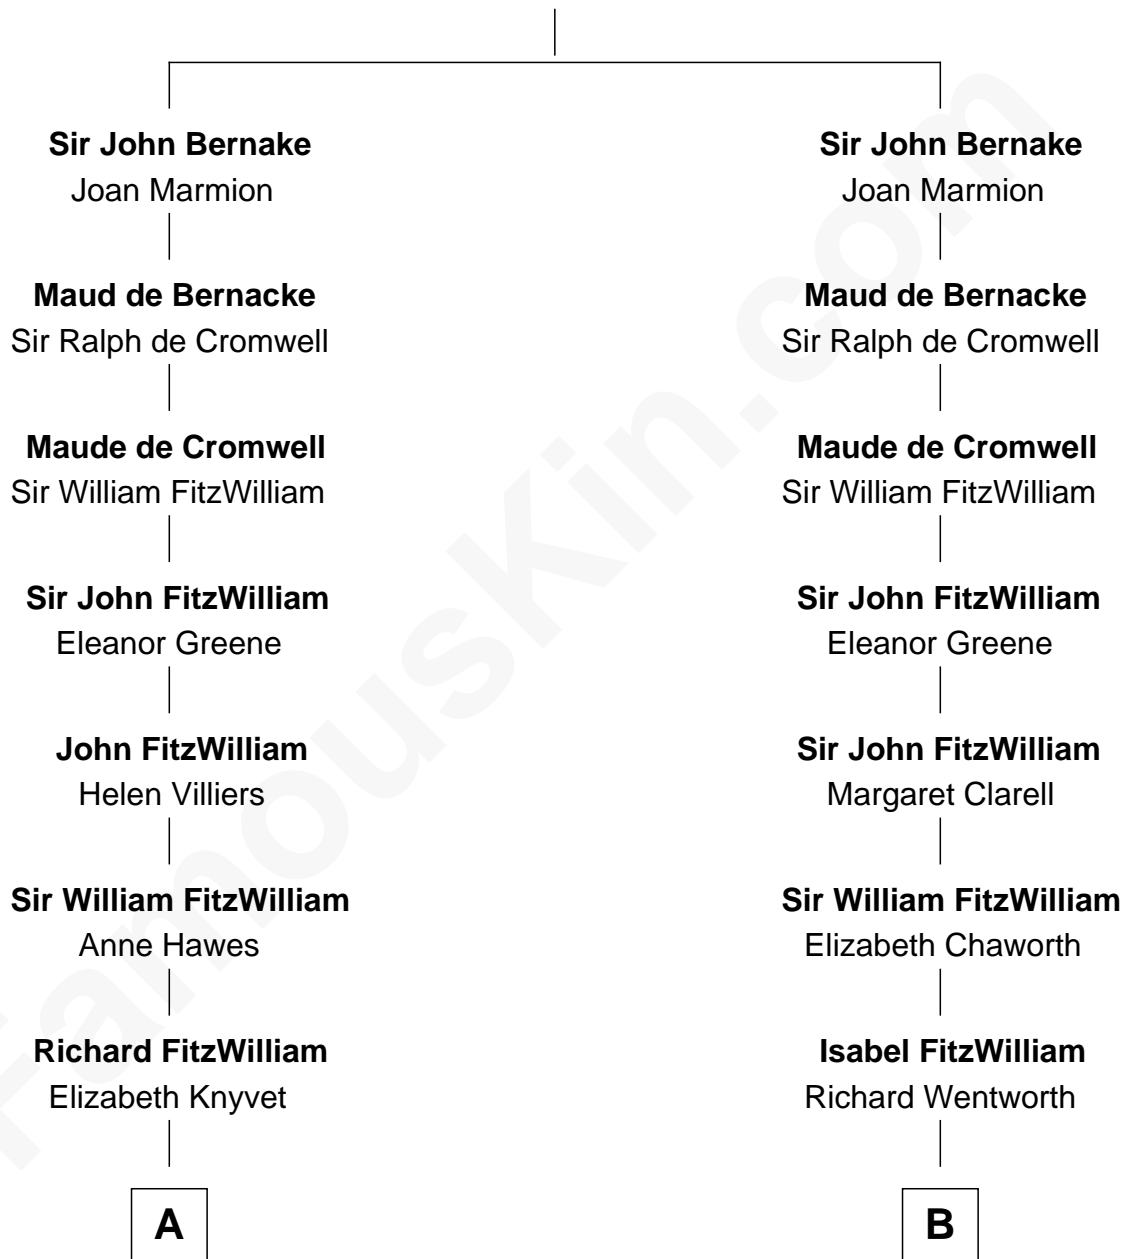 Sir John Bernake
Joan Marmion
Maud de Bernacke
Sir Ralph de Cromwell
Maude de Cromwell
Sir William FitzWilliam
Sir John FitzWilliam
Eleanor Greene
John FitzWilliam
Helen Villiers
Sir William FitzWilliam
Anne Hawes
Richard FitzWilliam
Elizabeth Knyvet
A
Sir John Bernake
Joan Marmion
Maud de Bernacke
Sir Ralph de Cromwell
Maude de Cromwell
Sir William FitzWilliam
Sir John FitzWilliam
Eleanor Greene
Sir John FitzWilliam
Margaret Clarell
Sir William FitzWilliam
Elizabeth Chaworth
Isabel FitzWilliam
Richard Wentworth
B
FamousKin.com